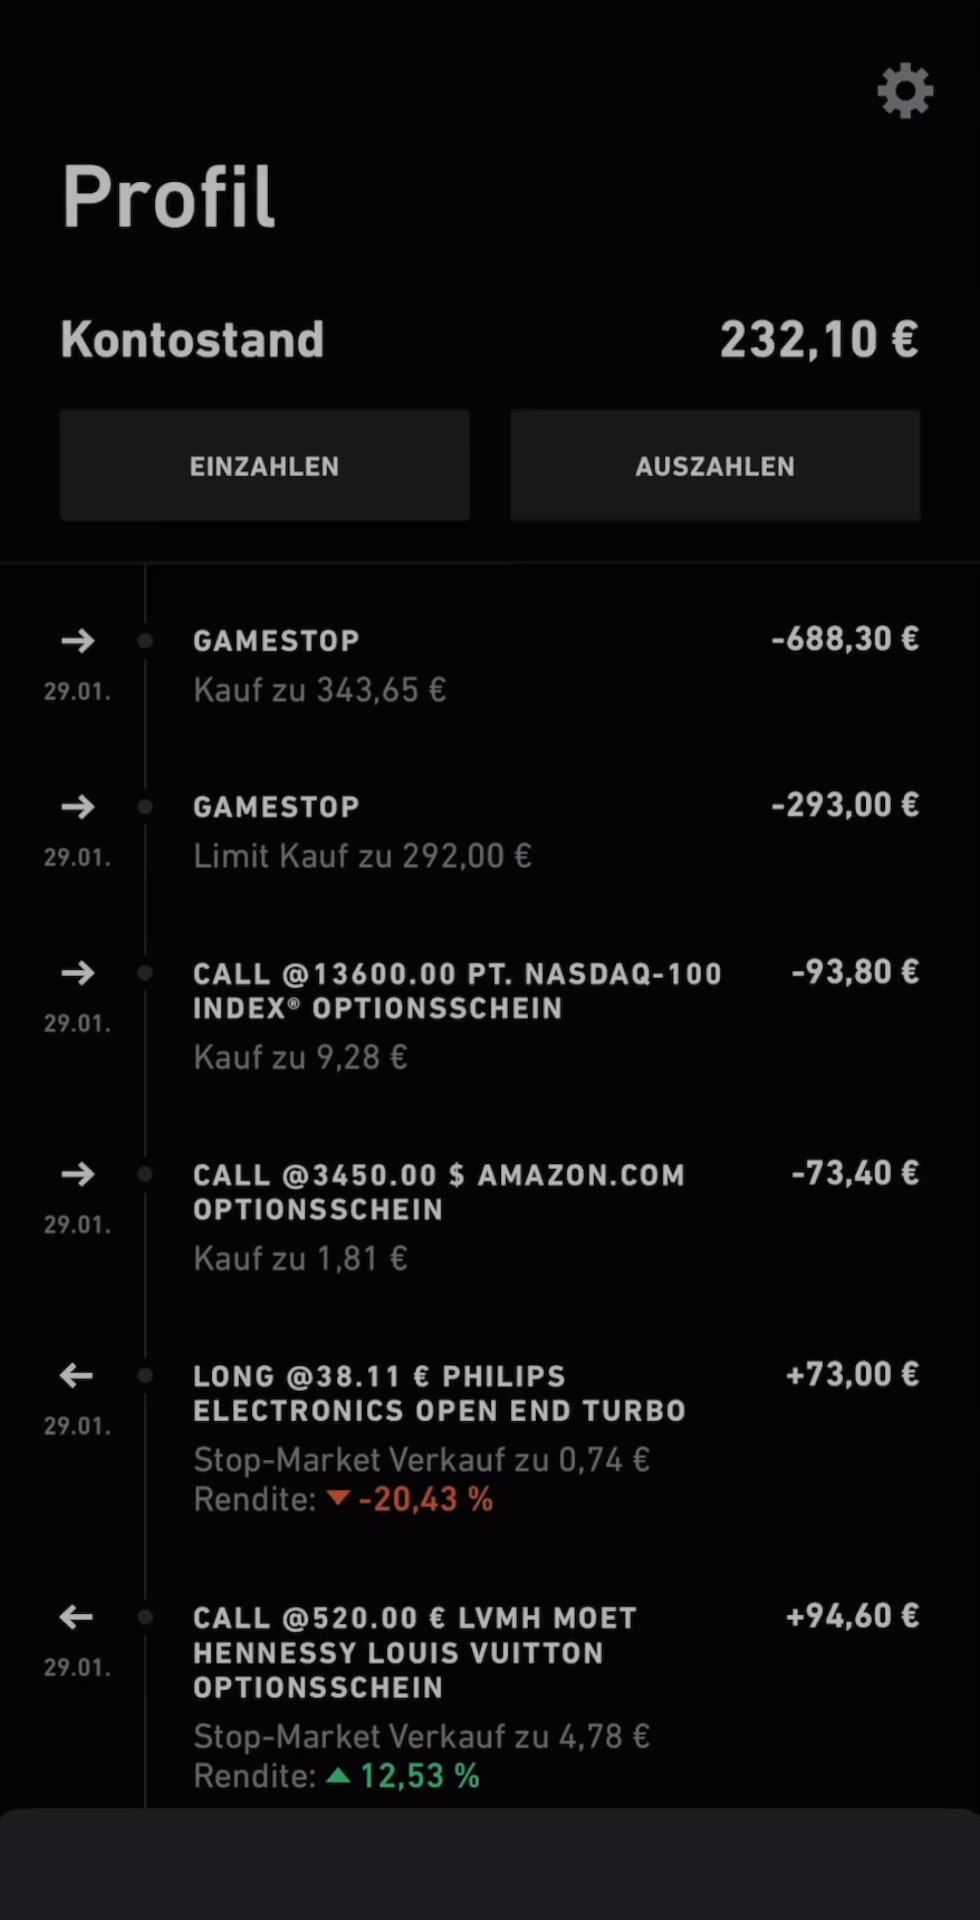 Profil
Kontostand 232,10 €
EINZAHLEN AUSZAHLEN
GAMESTOP -688,30 €
29.01. Kauf zu 343,65 €
GAMESTOP -293,00 €
29.01. Limit Kauf zu 292,00 €
CALL @13600.00 PT. NASDAQ-100 -93,80 €
INDEX® OPTIONSSCHEIN
29.01.
Kauf zu 9,28 €
CALL @3450.00 $ AMAZON.COM -73,40 €
OPTIONSSCHEIN
29.01.
Kauf zu 1,81 €
LONG @38.11 € PHILIPS +73,00 €
ELECTRONICS OPEN END TURBO
29.01.
Stop-Market Verkauf zu 0,74 €
Rendite: ▼ -20,43 %
CALL @520.00 € LVMH MOET +94,60 €
HENNESSY LOUIS VUITTON
29.01.
OPTIONSSCHEIN
Stop-Market Verkauf zu 4,78 €
Rendite: ▲ 12,53 %